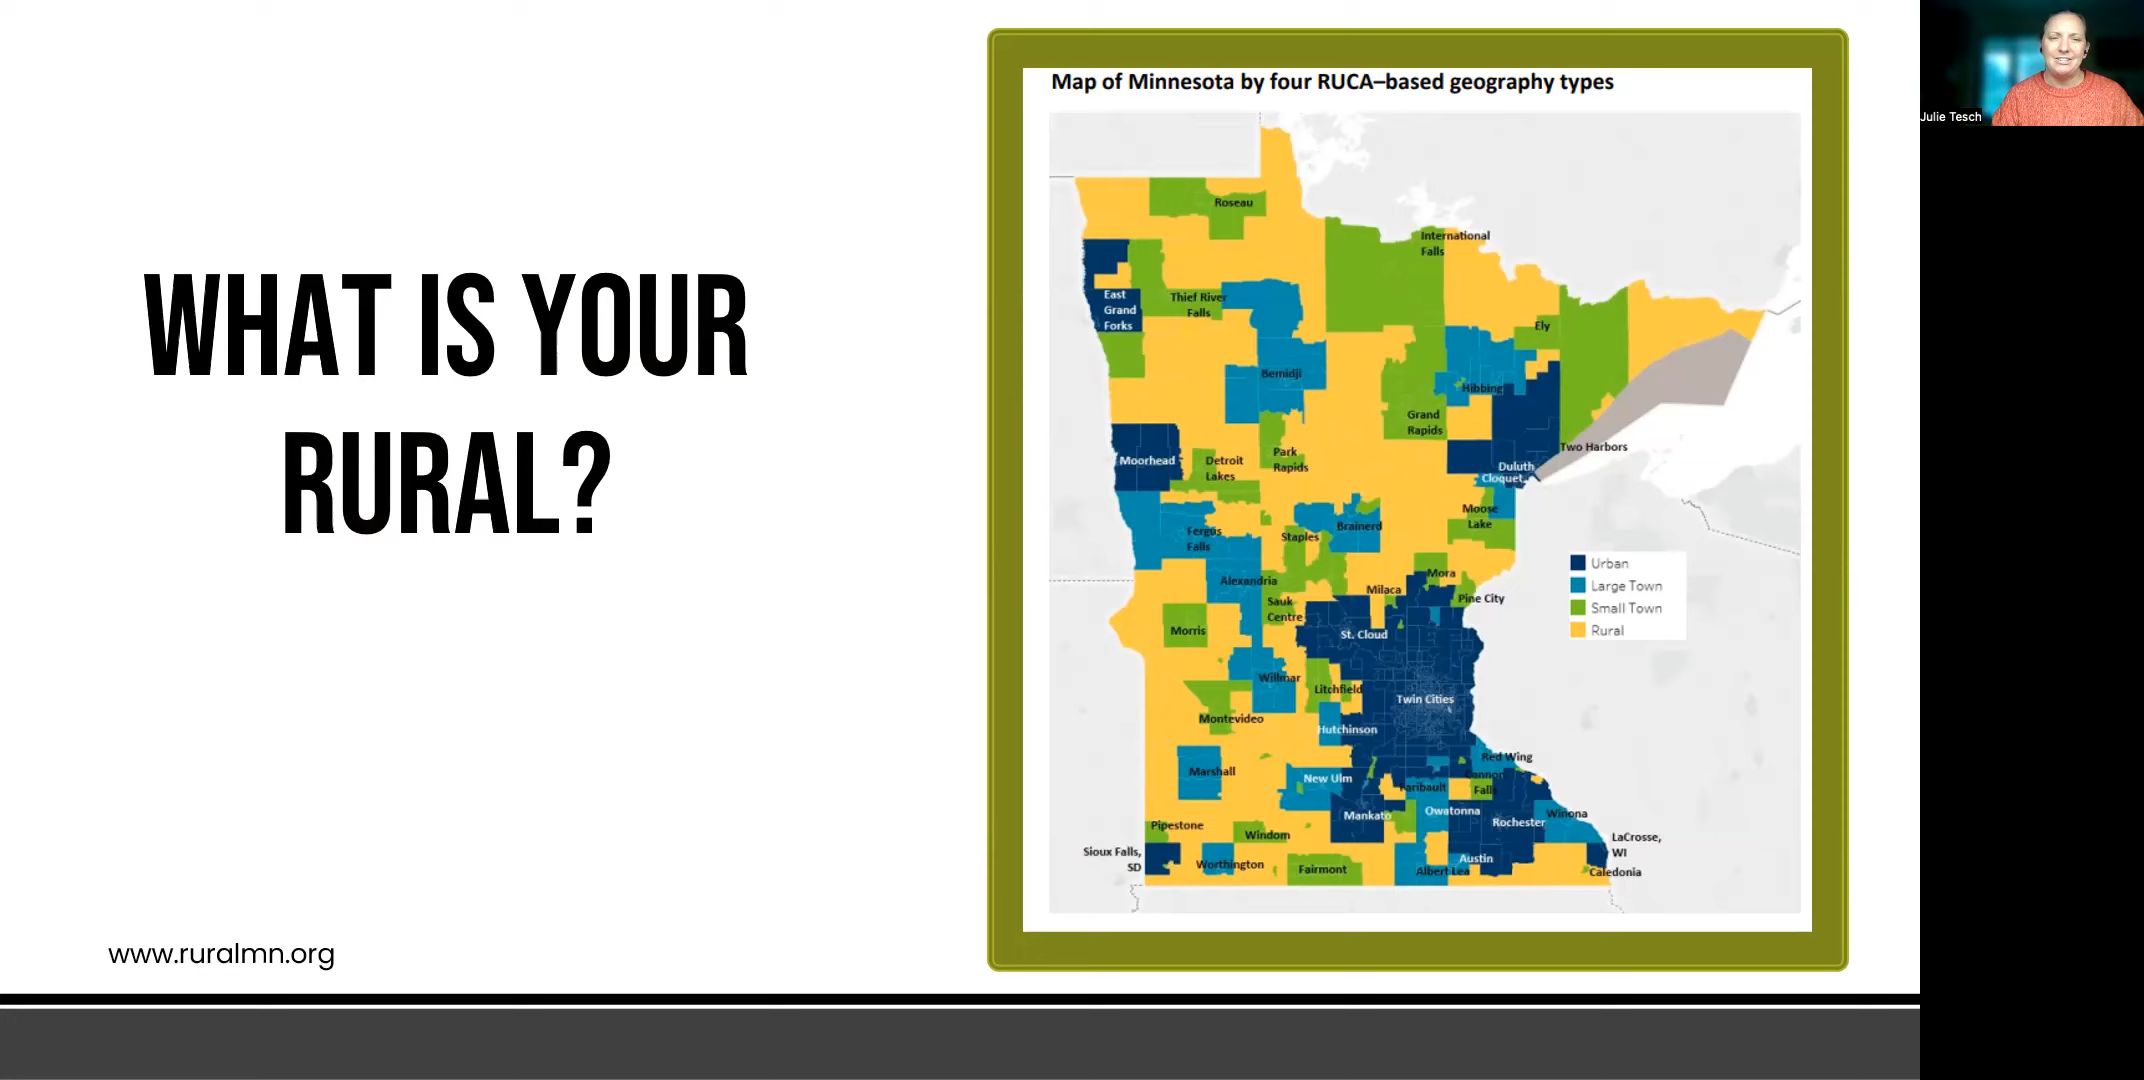 WHAT IS YOUR
RURAL?
www.ruralmn.org
Map of Minnesota by four RUCA–based geography types
Roseau
International
Falls
East
Grand
Forks
Thief River
Falls
Ely
Bemidji
Hibbing
Grand
Rapids
Two Harbors
Moorhead
Detroit
Lakes
Park
Rapids
Duluth
Cloquet
Moose
Lake
Fergus
Falls
Brainerd
Staples
Alexandria
Mora
Milaca
Pine City
Sauk
Centre
Morris
St. Cloud
Willmar
Litchfield
Twin Cities
Montevideo
Hutchinson
Red Wing
Marshall
New Ulm
Cannon
Falls
Faribault
Mankato
Owatonna
Rochester
Winona
Pipestone
Windom
LaCrosse,
WI
Sioux Falls,
SD
Worthington
Fairmont
Austin
Albert Lea
Caledonia
Urban
Large Town
Small Town
Rural
Julie Tesch